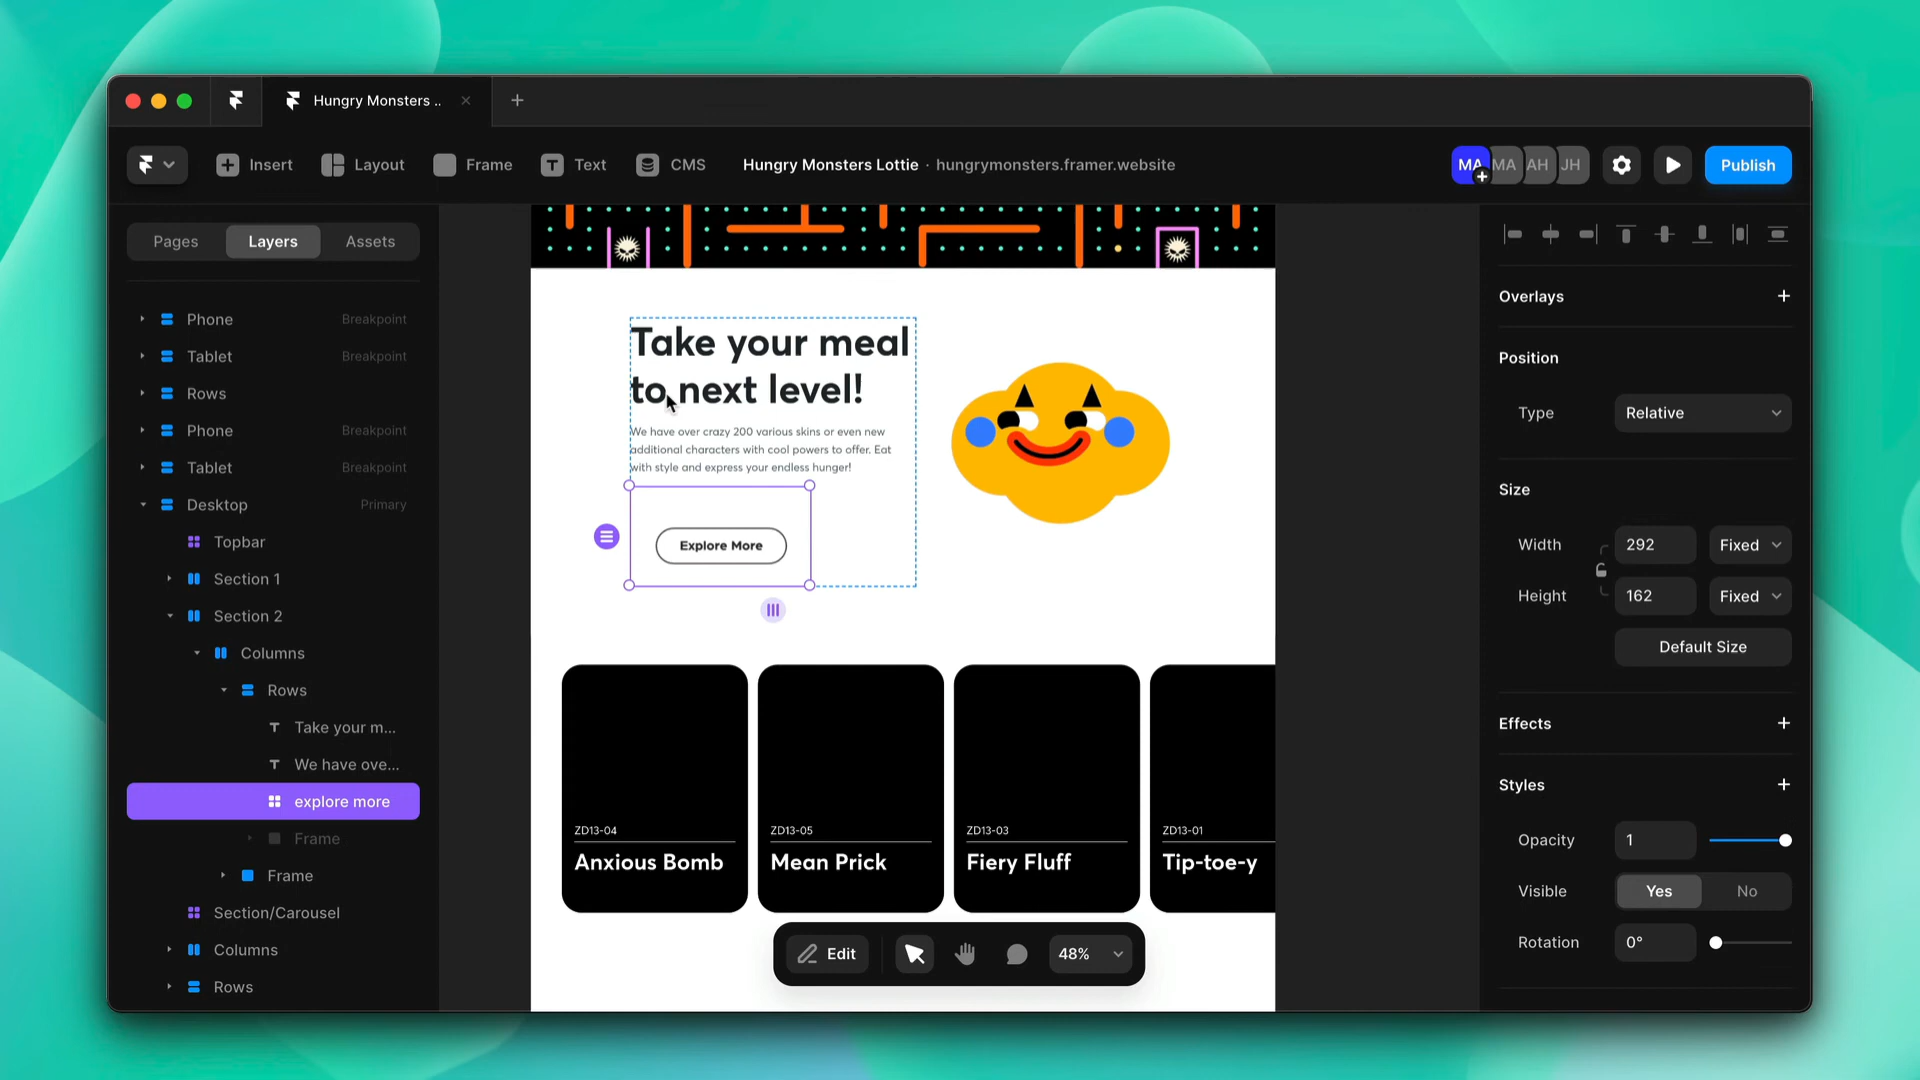 Hungry Monsters ..
Insert
Layout
Frame
Text
CMS
Hungry Monsters Lottie · hungrymonsters.framer.website
MA
MA
AH
JH
Publish
Pages
Layers
Assets
Phone
Breakpoint
Tablet
Breakpoint
Rows
Phone
Breakpoint
Tablet
Breakpoint
Desktop
Primary
Topbar
Section 1
Section 2
Columns
Rows
Take your m...
We have ove...
explore more
Frame
Frame
Section/Carousel
Columns
Rows
Take your meal
to next level!
We have over crazy 200 various skins or even new
additional characters with cool powers to offer. Eat
with style and express your endless hunger!
Explore More
ZD13-04
Anxious Bomb
ZD13-05
Mean Prick
ZD13-03
Fiery Fluff
ZD13-01
Tip-toe-y
Edit
48%
Overlays
Position
Type
Relative
Size
Width
292
Fixed
Height
162
Fixed
Default Size
Effects
Styles
Opacity
1
Visible
Yes
No
Rotation
0°